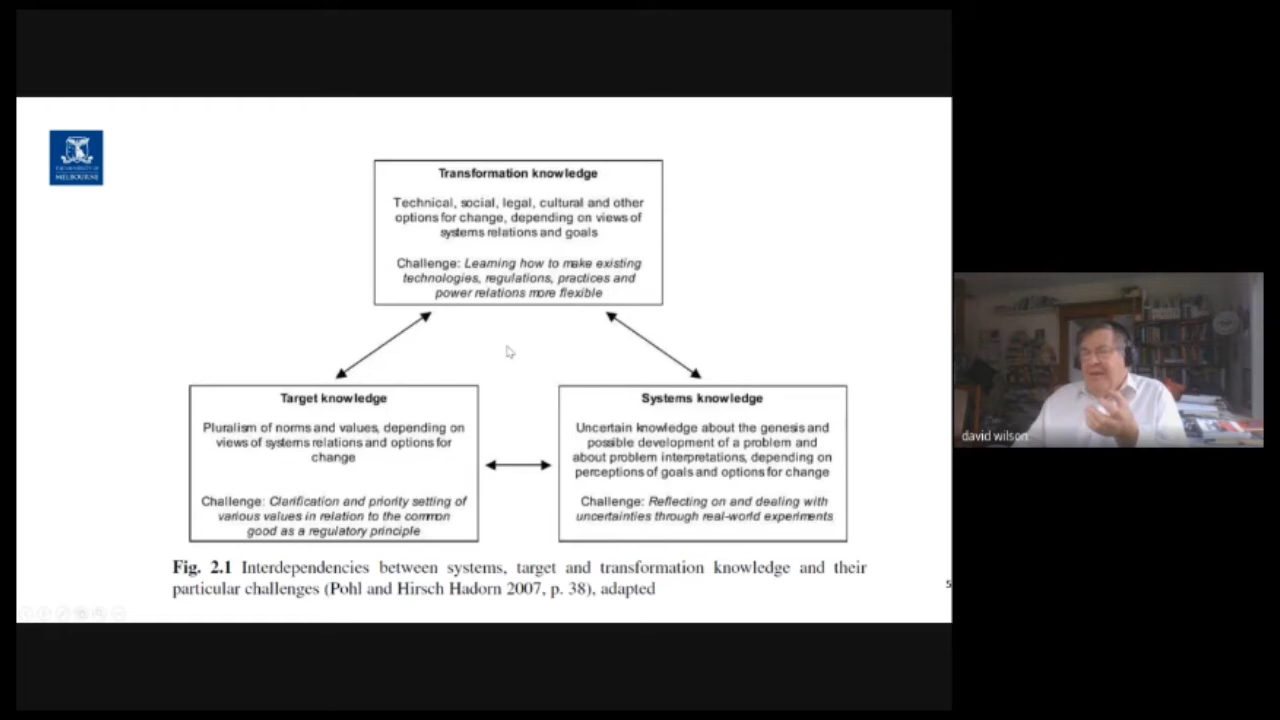 THE UNIVERSITY OF
MELBOURNE
Transformation knowledge
Technical, social, legal, cultural and other
options for change, depending on views of
systems relations and goals
Challenge: Learning how to make existing
technologies, regulations, practices and
power relations more flexible
Target knowledge
Pluralism of norms and values, depending on
views of systems relations and options for
change
Challenge: Clarification and priority setting of
various values in relation to the common
good as a regulatory principle
Systems knowledge
Uncertain knowledge about the genesis and
possible development of a problem and
about problem interpretations, depending on
perceptions of goals and options for change
Challenge: Reflecting on and dealing with
uncertainties through real-world experiments
Fig. 2.1 Interdependencies between systems, target and transformation knowledge and their
particular challenges (Pohl and Hirsch Hadorn 2007, p. 38), adapted
5
david wilson